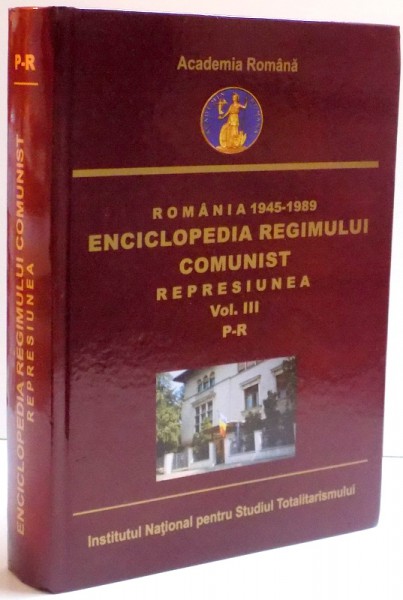 P-R
ENCICLOPEDIA REGIMULUI COMUNIST
REPRESIUNEA
Academia Română
ROMÂNIA 1945-1989
ENCICLOPEDIA REGIMULUI
COMUNIST
REPRESIUNEA
Vol. III
P-R
Institutul Naţional pentru Studiul Totalitarismului